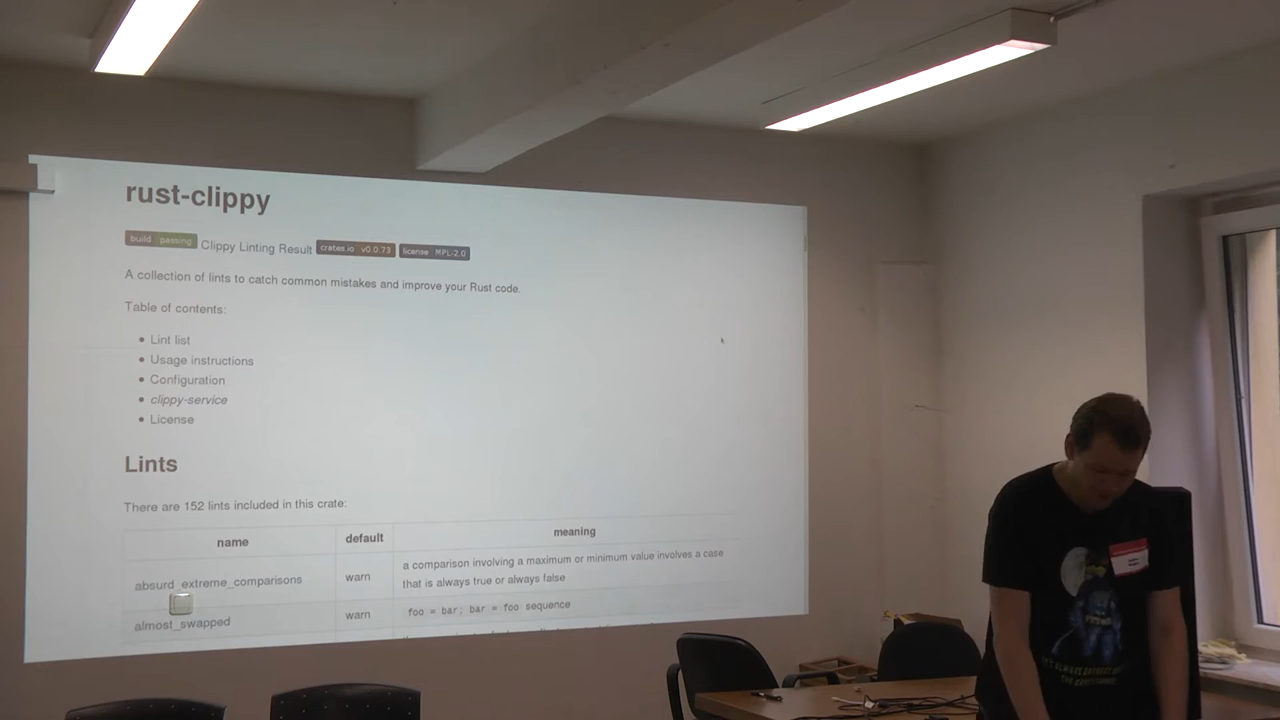 rust-clippy
build passing Clippy Linting Result crates.io v0.0.73 license MPL-2.0
A collection of lints to catch common mistakes and improve your Rust code.
Table of contents:
Lint list
Usage instructions
Configuration
clippy-service
License
Lints
There are 152 lints included in this crate:
name default meaning
absurd_extreme_comparisons warn a comparison involving a maximum or minimum value involves a case
that is always true or always false
almost_swapped warn foo = bar; bar = foo sequence